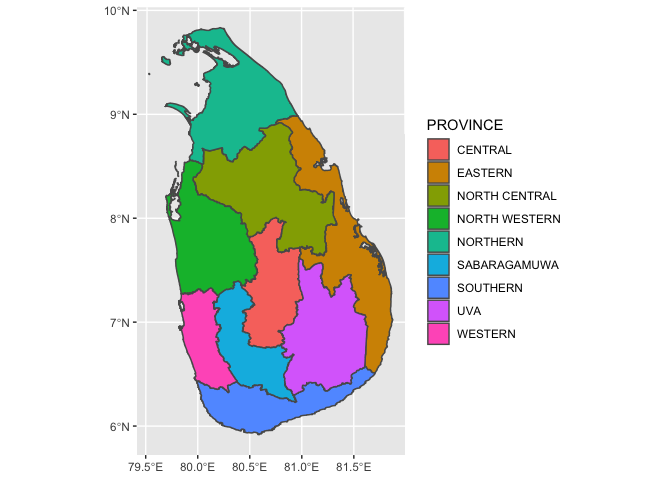 10°N
9°N
8°N
7°N
6°N
79.5°E 80.0°E 80.5°E 81.0°E 81.5°E
PROVINCE
CENTRAL
EASTERN
NORTH CENTRAL
NORTH WESTERN
NORTHERN
SABARAGAMUWA
SOUTHERN
UVA
WESTERN